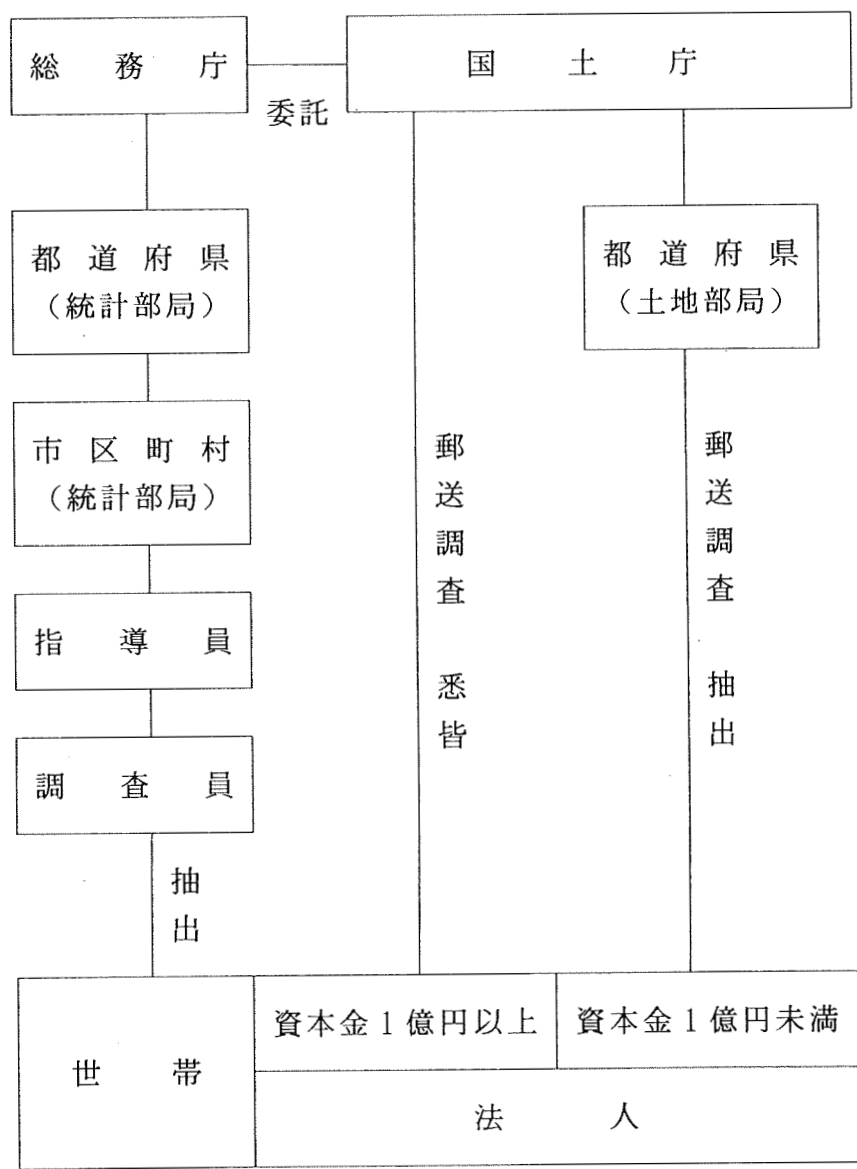 総務庁
国土庁
委託
都道府県
(統計部局)
都道府県
(土地部局)
市区町村
(統計部局)
郵送調査 悉皆
郵送調査 抽出
指導員
調査員
抽出
世帯
資本金1億円以上
資本金1億円未満
法人